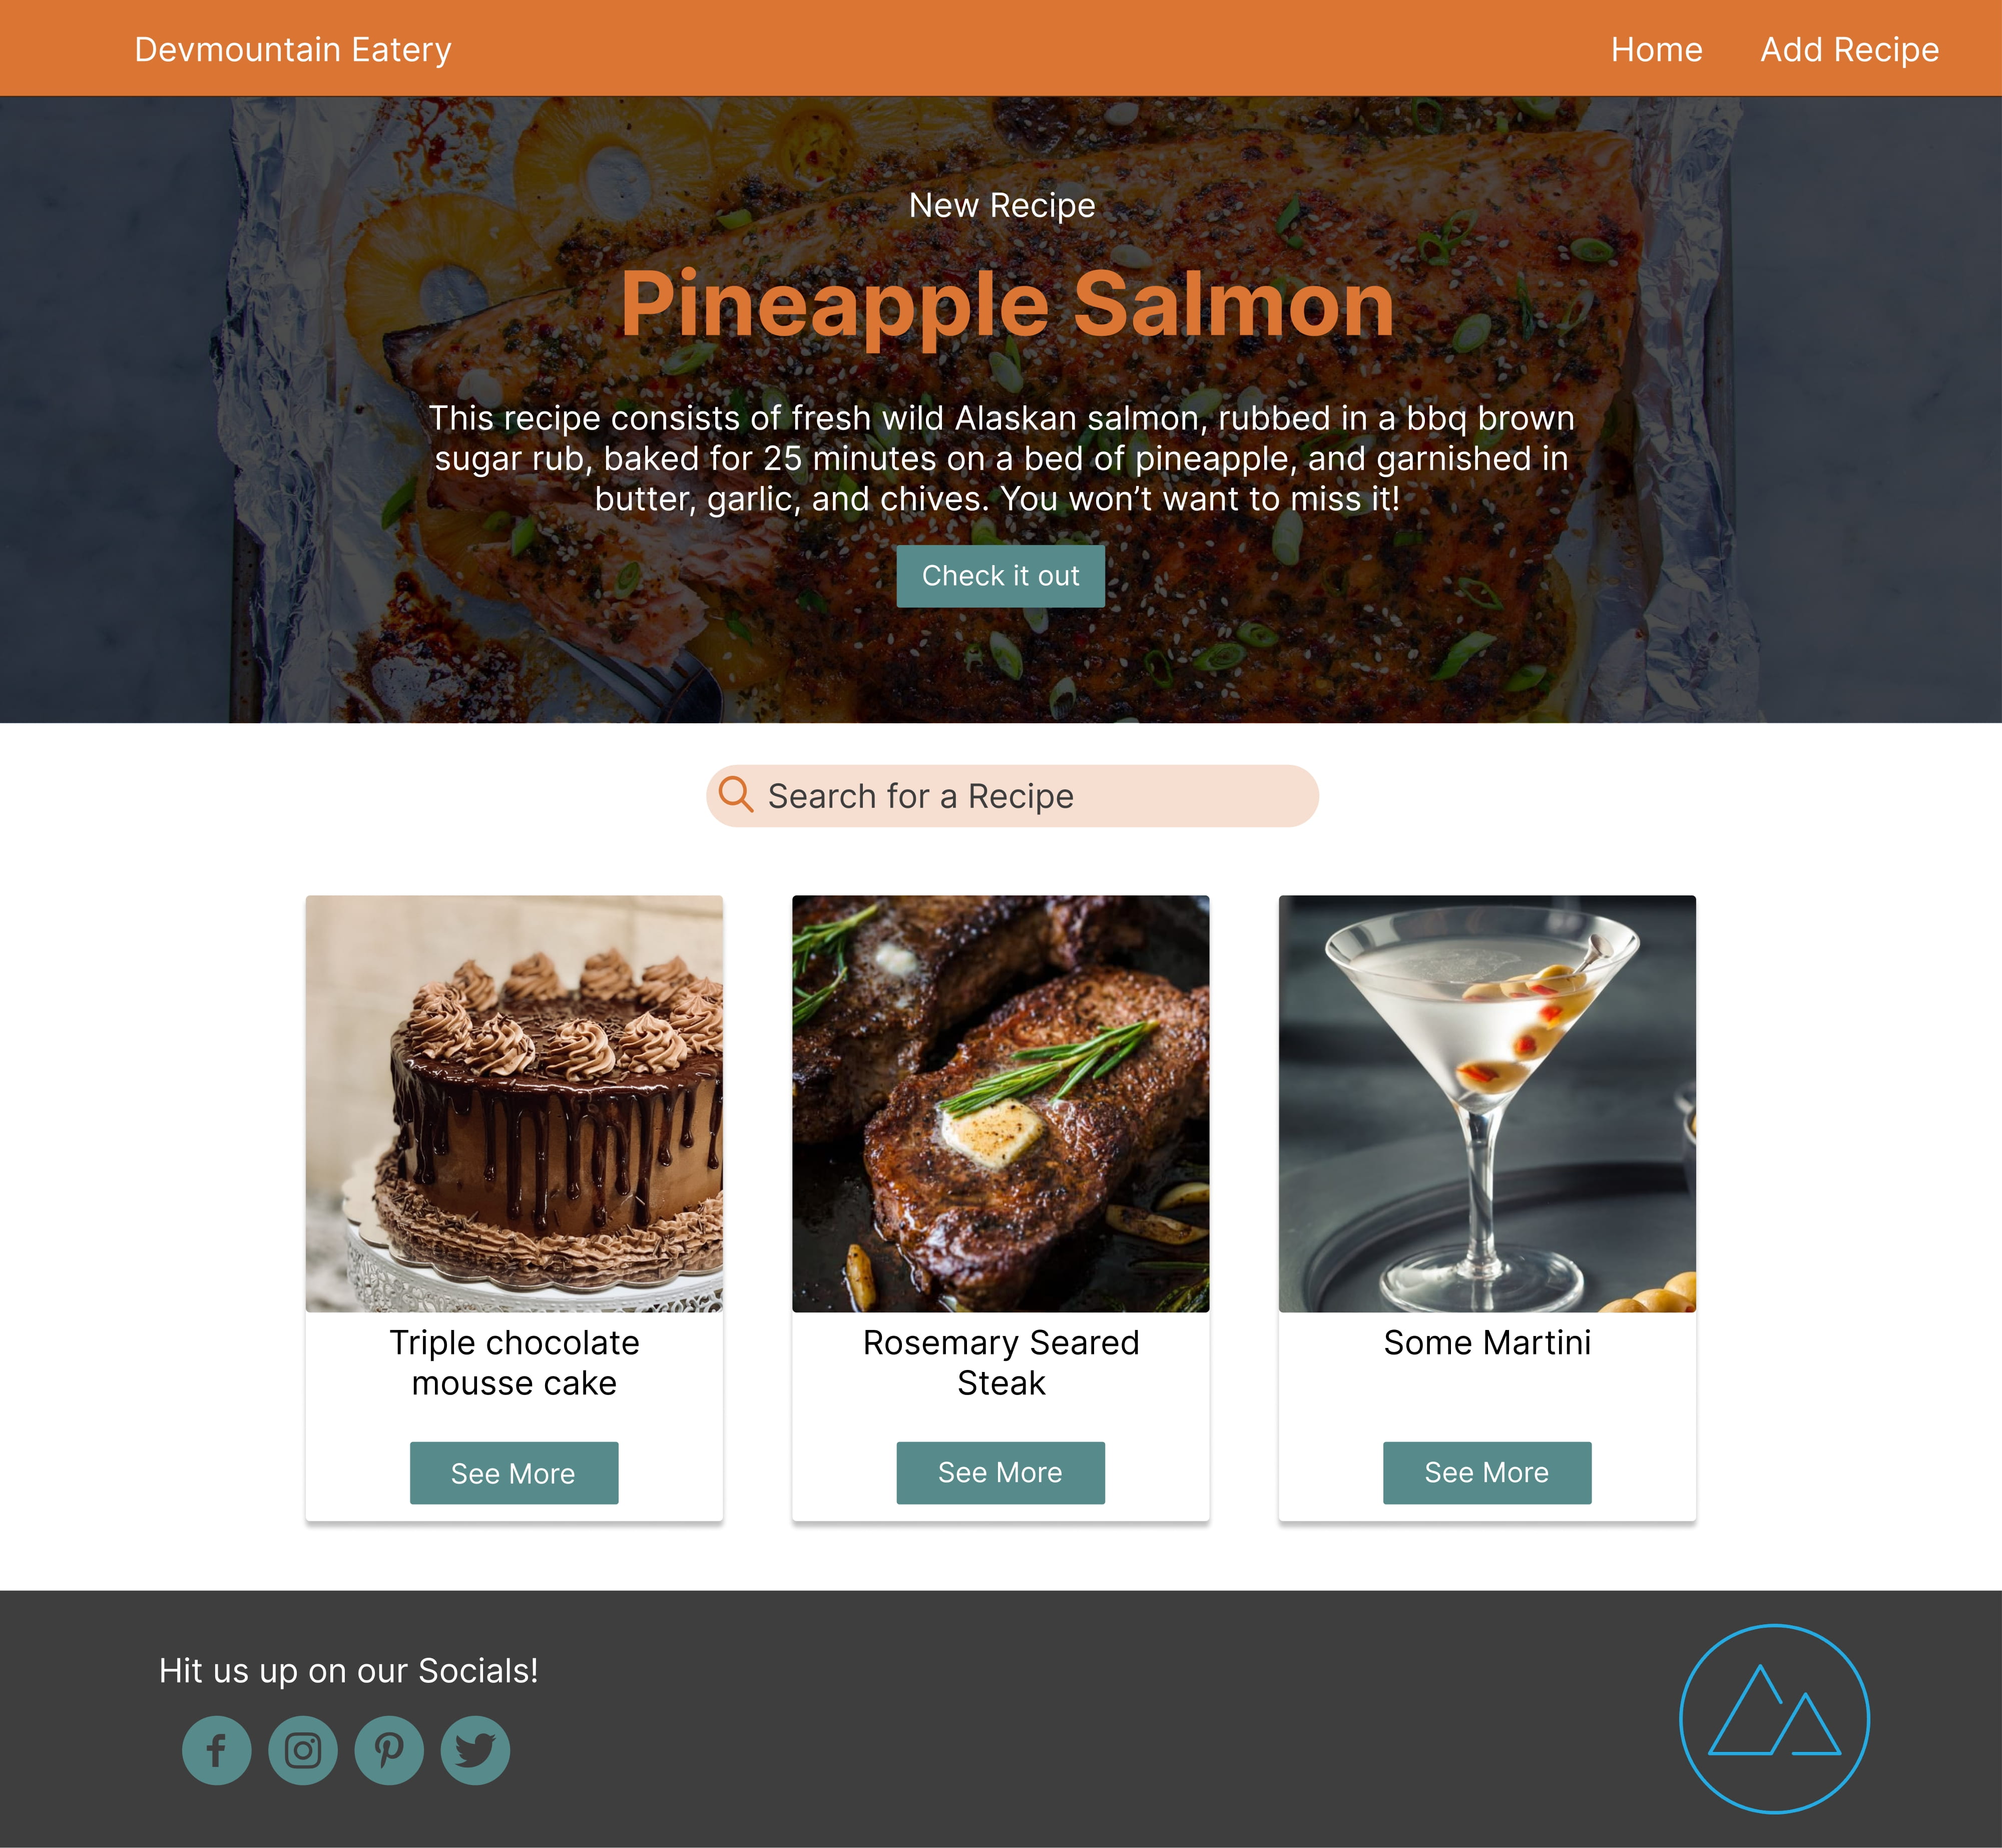 Devmountain Eatery
Home
Add Recipe
New Recipe
Pineapple Salmon
This recipe consists of fresh wild Alaskan salmon, rubbed in a bbq brown
sugar rub, baked for 25 minutes on a bed of pineapple, and garnished in
butter, garlic, and chives. You won’t want to miss it!
Check it out
Search for a Recipe
Triple chocolate
mousse cake
See More
Rosemary Seared
Steak
See More
Some Martini
See More
Hit us up on our Socials!